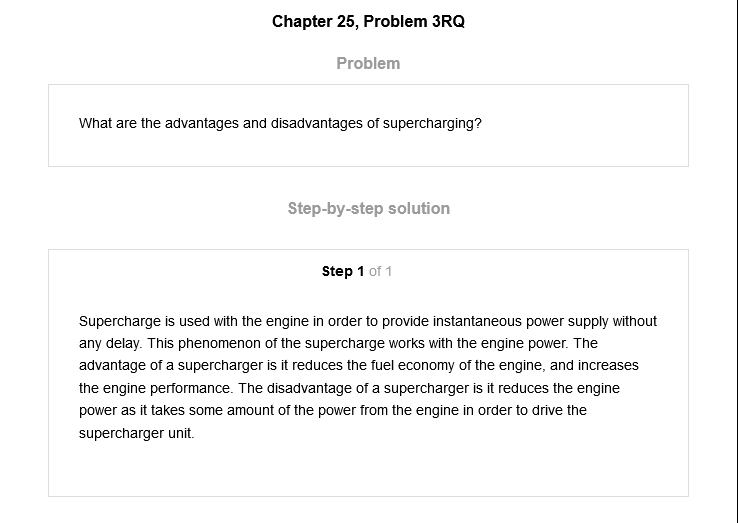 Chapter 25, Problem 3RQ
Problem
What are the advantages and disadvantages of supercharging?
Step-by-step solution
Step 1 of 1
Supercharge is used with the engine in order to provide instantaneous power supply without
any delay. This phenomenon of the supercharge works with the engine power. The
advantage of a supercharger is it reduces the fuel economy of the engine, and increases
the engine performance. The disadvantage of a supercharger is it reduces the engine
power as it takes some amount of the power from the engine in order to drive the
supercharger unit.